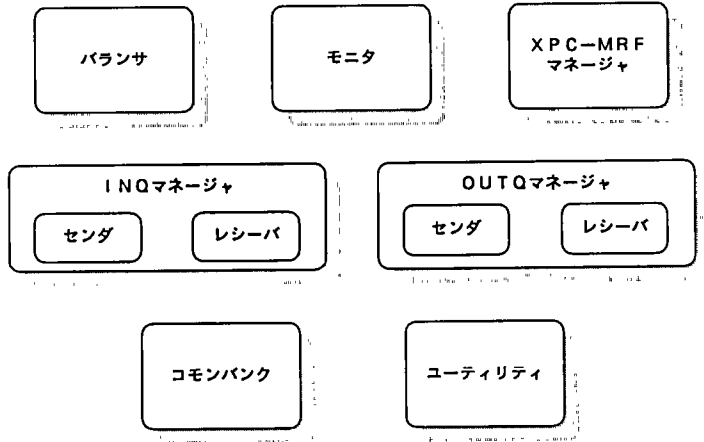 バランサ
モニタ
XPC-MRF
マネージャ
INQマネージャ
センダ
レシーバ
OUTQマネージャ
センダ
レシーバ
コモンバンク
ユーティリティ